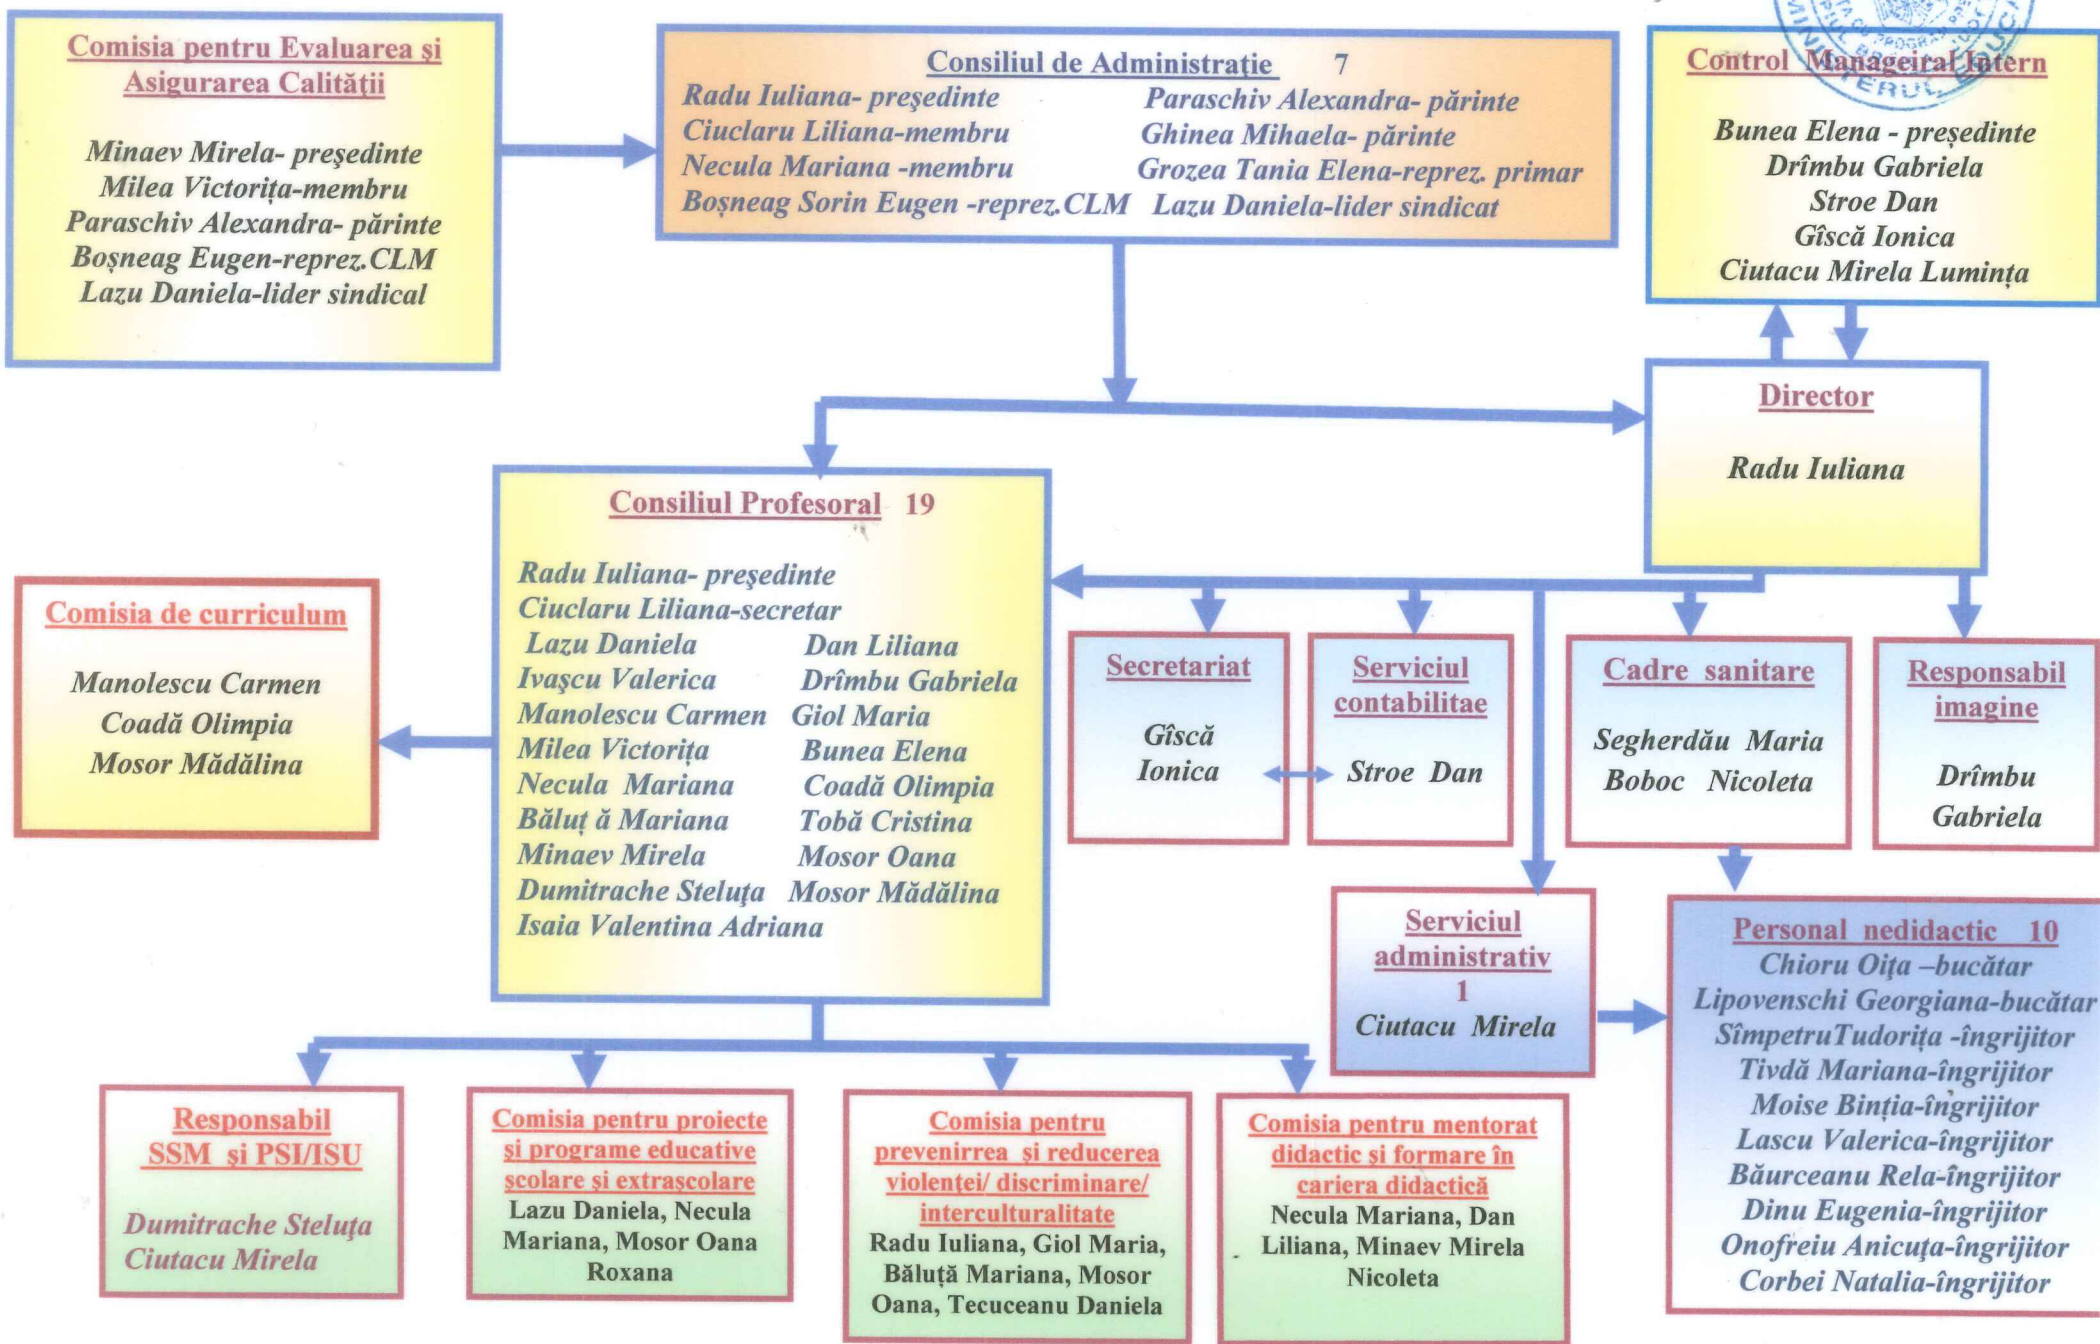 Comisia pentru Evaluarea și
Asigurarea Calității
Minaev Mirela- preşedinte
Milea Victorița-membru
Paraschiv Alexandra- părinte
Boșneag Eugen-reprez.CLM
Lazu Daniela-lider sindical
Consiliul de Administraţie 7
Radu Iuliana- preşedinte Paraschiv Alexandra- părinte
Ciuclaru Liliana-membru Ghinea Mihaela- părinte
Necula Mariana -membru Grozea Tania Elena-reprez. primar
Boșneag Sorin Eugen -reprez.CLM Lazu Daniela-lider sindicat
Control Manageiral Intern
Bunea Elena - președinte
Drîmbu Gabriela
Stroe Dan
Gîscă Ionica
Ciutacu Mirela Lumința
Director
Radu Iuliana
Consiliul Profesoral 19
Radu Iuliana- preşedinte
Ciuclaru Liliana-secretar
Lazu Daniela Dan Liliana
Ivaşcu Valerica Drîmbu Gabriela
Manolescu Carmen Giol Maria
Milea Victorița Bunea Elena
Necula Mariana Coadă Olimpia
Băluț ă Mariana Tobă Cristina
Minaev Mirela Mosor Oana
Dumitrache Steluţa Mosor Mădălina
Isaia Valentina Adriana
Comisia de curriculum
Manolescu Carmen
Coadă Olimpia
Mosor Mădălina
Secretariat
Gîscă
Ionica
Serviciul
contabilitae
Stroe Dan
Cadre sanitare
Segherdău Maria
Boboc Nicoleta
Responsabil
imagine
Drîmbu
Gabriela
Serviciul
administrativ
1
Ciutacu Mirela
Personal nedidactic 10
Chioru Oiţa –bucătar
Lipovenschi Georgiana-bucătar
SîmpetruTudorița -îngrijitor
Tivdă Mariana-îngrijitor
Moise Binția-îngrijitor
Lascu Valerica-îngrijitor
Băurceanu Rela-îngrijitor
Dinu Eugenia-îngrijitor
Onofreiu Anicuţa-îngrijitor
Corbei Natalia-îngrijitor
Responsabil
SSM și PSI/ISU
Dumitrache Steluţa
Ciutacu Mirela
Comisia pentru proiecte
și programe educative
școlare și extrașcolare
Lazu Daniela, Necula
Mariana, Mosor Oana
Roxana
Comisia pentru
prevenirrea și reducerea
violenței/ discriminare/
interculturalitate
Radu Iuliana, Giol Maria,
Băluță Mariana, Mosor
Oana, Tecuceanu Daniela
Comisia pentru mentorat
didactic și formare în
cariera didactică
Necula Mariana, Dan
Liliana, Minaev Mirela
Nicoleta